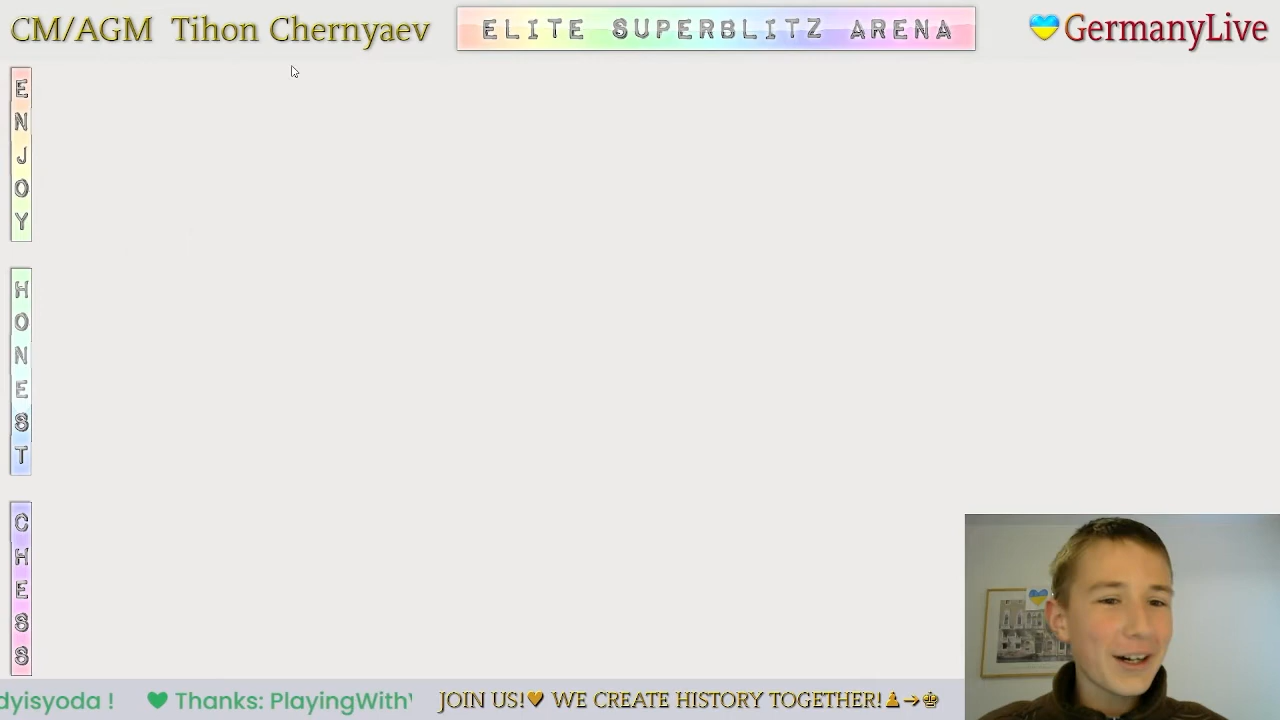 CM/AGM Tihon Chernyaev
ELITE SUPERBLITZ ARENA
GermanyLive
ENJOY
HONEST
CHESS
dyisyoda ! 💚 Thanks: PlayingWith
JOIN US!🧡 WE CREATE HISTORY TOGETHER!♟➔♚